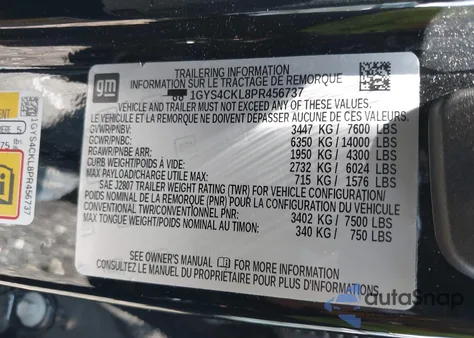 gm
TRAILERING INFORMATION
INFORMATION SUR LE TRACTAGE DE REMORQUE
1GYS4CKL8PR456737
VEHICLE AND TRAILER MUST NOT EXCEED ANY OF THESE VALUES.
LE VÉHICULE ET LA REMORQUE NE DOIVENT DÉPASSER AUCUNE DE CES VALEURS.
GVWR/PNBV: 3447 KG/ 7600 LBS
GCWR/PNBC: 6350 KG/ 14000 LBS
RGAWR/PNBE ARR: 1950 KG/ 4300 LBS
CURB WEIGHT/POIDS À VIDE: 2732 KG/ 6024 LBS
MAX PAYLOAD/CHARGE UTILE MAX: 715 KG/ 1576 LBS
SAE J2807 TRAILER WEIGHT RATING (TWR) FOR VEHICLE CONFIGURATION/
POIDS NOMINAL DE LA REMORQUE (PNR) POUR LA CONFIGURATION DU VEHICULE
CONVENTIONAL TWR/CONVENTIONNEL PNR: 3402 KG/ 7500 LBS
MAX TONGUE WEIGHT/POIDS NOMINAL AU TIMON: 340 KG/ 750 LBS
SEE OWNER'S MANUAL FOR MORE INFORMATION
CONSULTEZ LE MANUEL DU PROPRIÉTAIRE POUR PLUS D'INFORMATION
1GYS4CKL8PR456737
autoSnap